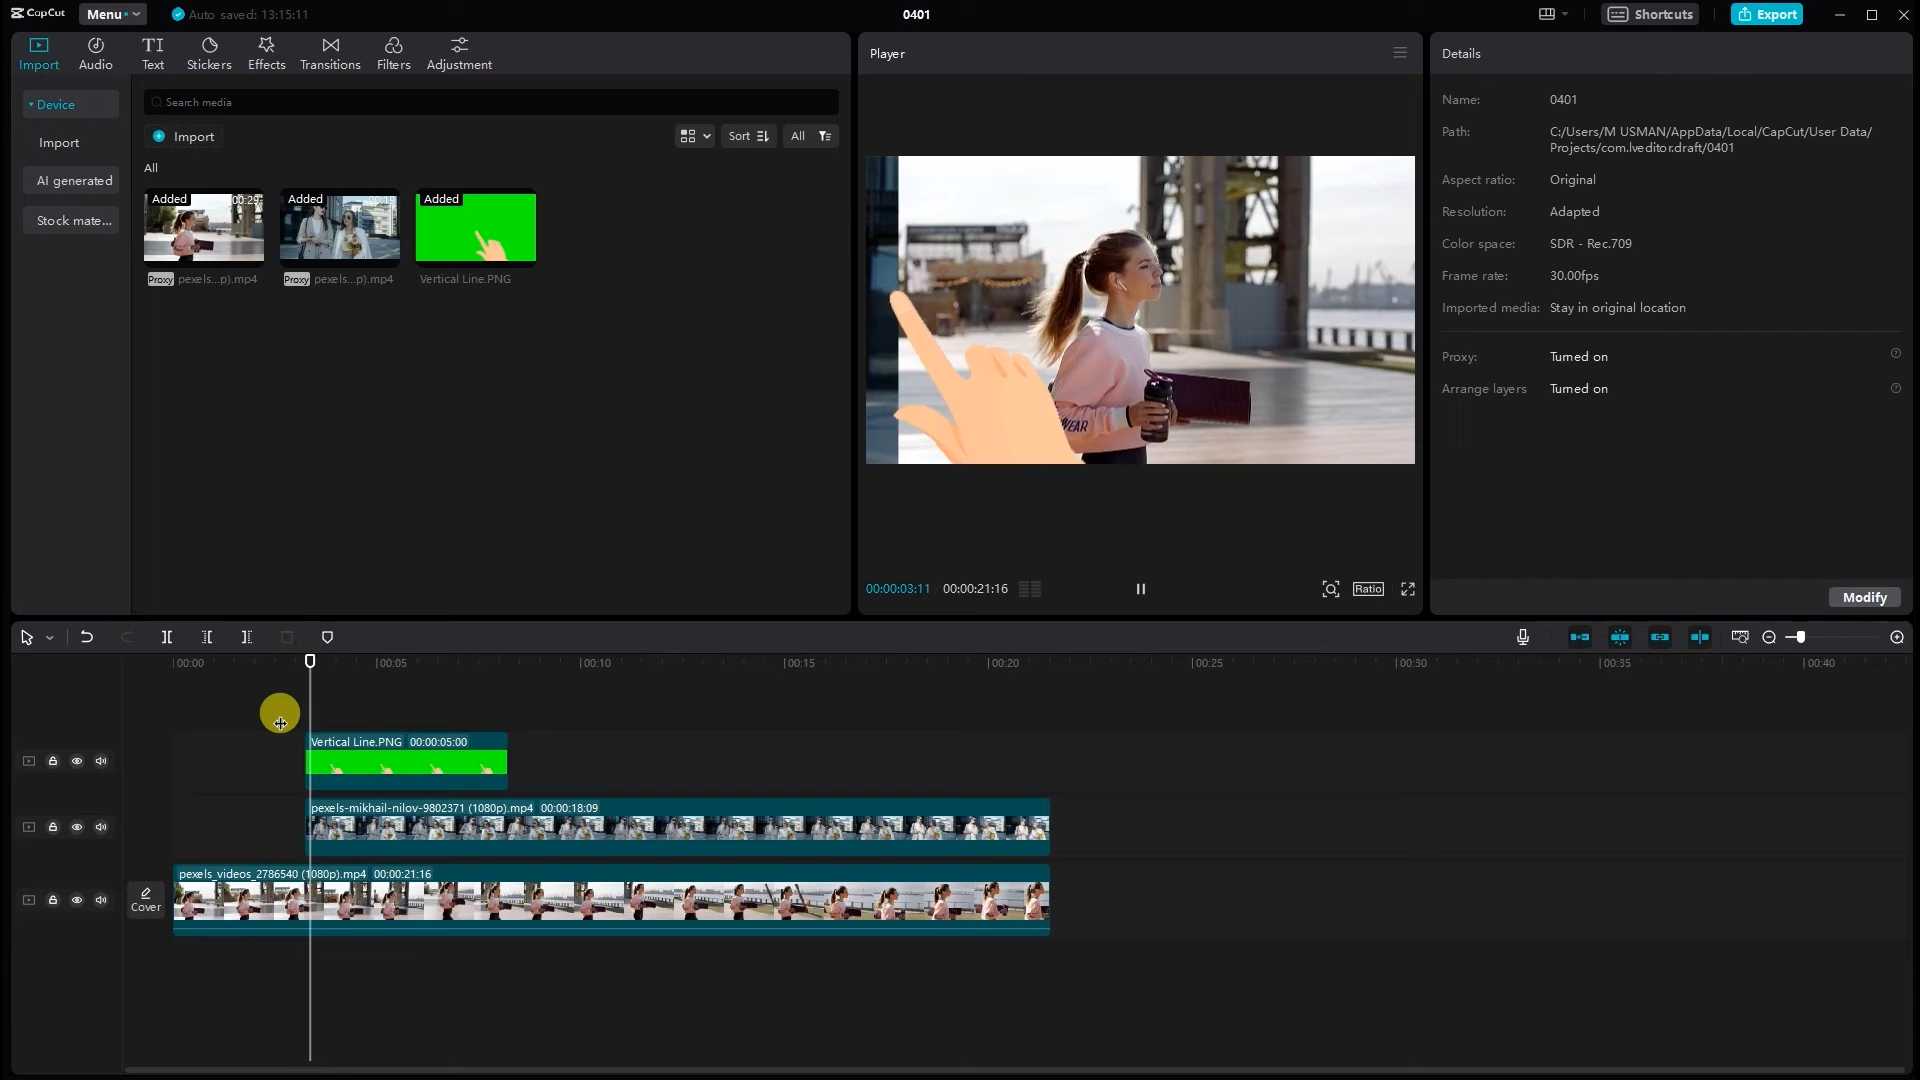 CapCut
Menu
Auto saved: 13:15:11
0401
Shortcuts
Export
Import
Audio
TI
Text
Stickers
Effects
Transitions
Filters
Adjustment
Device
Import
AI generated
Stock mate...
Search media
Import
Sort
All
All
Added
00:29
Added
Added
Proxy pexels...p).mp4
Proxy pexels...p).mp4
Vertical Line.PNG
Player
WEAR
00:00:03:11
00:00:21:16
Ratio
Details
Name: 0401
Path: C:/Users/M USMAN/AppData/Local/CapCut/User Data/
Projects/com.lveditor.draft/0401
Aspect ratio: Original
Resolution: Adapted
Color space: SDR - Rec.709
Frame rate: 30.00fps
Imported media: Stay in original location
Proxy: Turned on
Arrange layers Turned on
Modify
00:00
00:05
00:10
00:15
00:20
00:25
00:30
00:35
00:40
Vertical Line.PNG 00:00:05:00
pexels-mikhail-nilov-9802371 (1080p).mp4 00:00:18:09
pexels_videos_2786540 (1080p).mp4 00:00:21:16
Cover